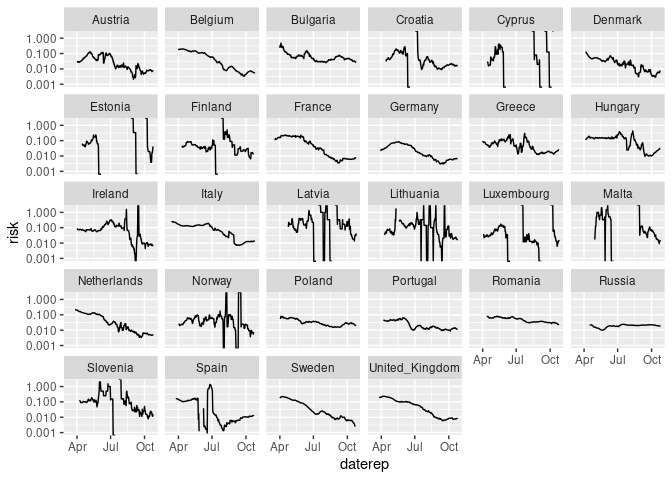 Austria Belgium Bulgaria Croatia Cyprus Denmark
1.000
0.100
0.010
0.001
Estonia Finland France Germany Greece Hungary
1.000
0.100
0.010
0.001
Ireland Italy Latvia Lithuania Luxembourg Malta
1.000
0.100
0.010
0.001
risk
Netherlands Norway Poland Portugal Romania Russia
1.000
0.100
0.010
0.001
Apr Jul Oct Apr Jul Oct
Slovenia Spain Sweden United_Kingdom
1.000
0.100
0.010
0.001
Apr Jul Oct Apr Jul Oct Apr Jul Oct Apr Jul Oct
daterep